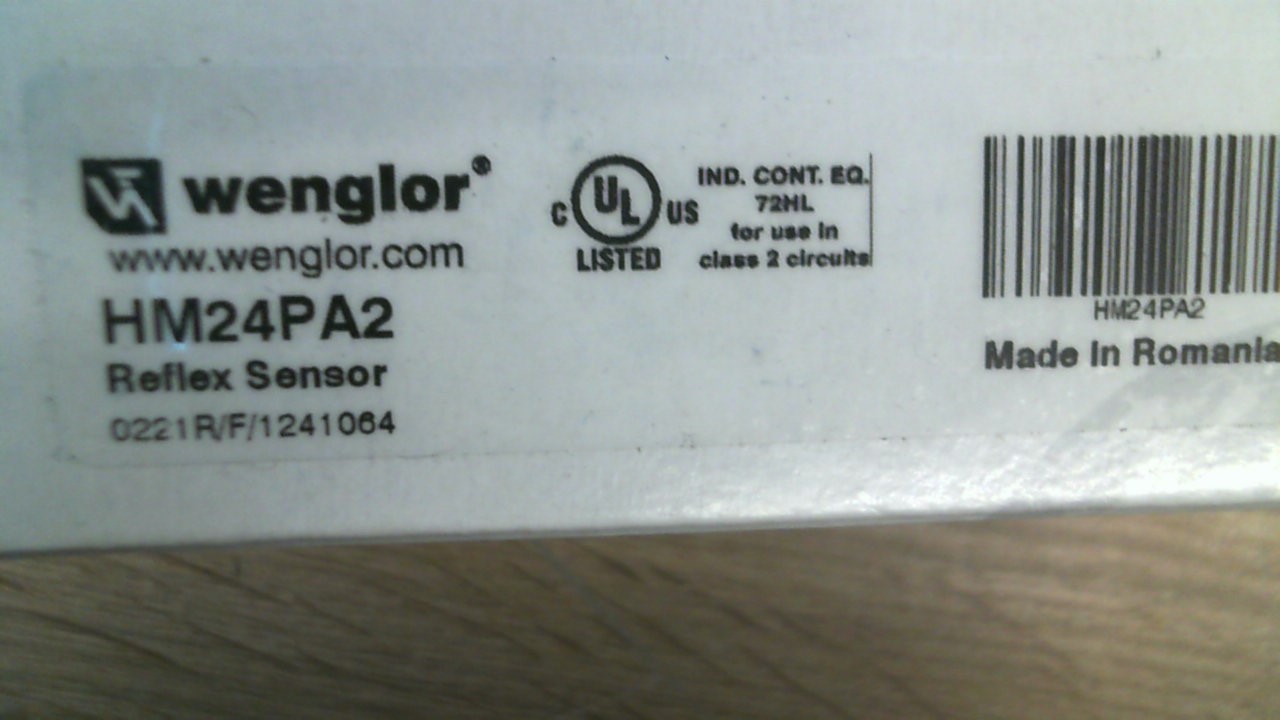 wenglor®
www.wenglor.com
HM24PA2
Reflex Sensor
0221R/F/1241064
C UL US
LISTED
IND. CONT. EQ.
72HL
for use in
class 2 circuits
HM24PA2
Made in Romania